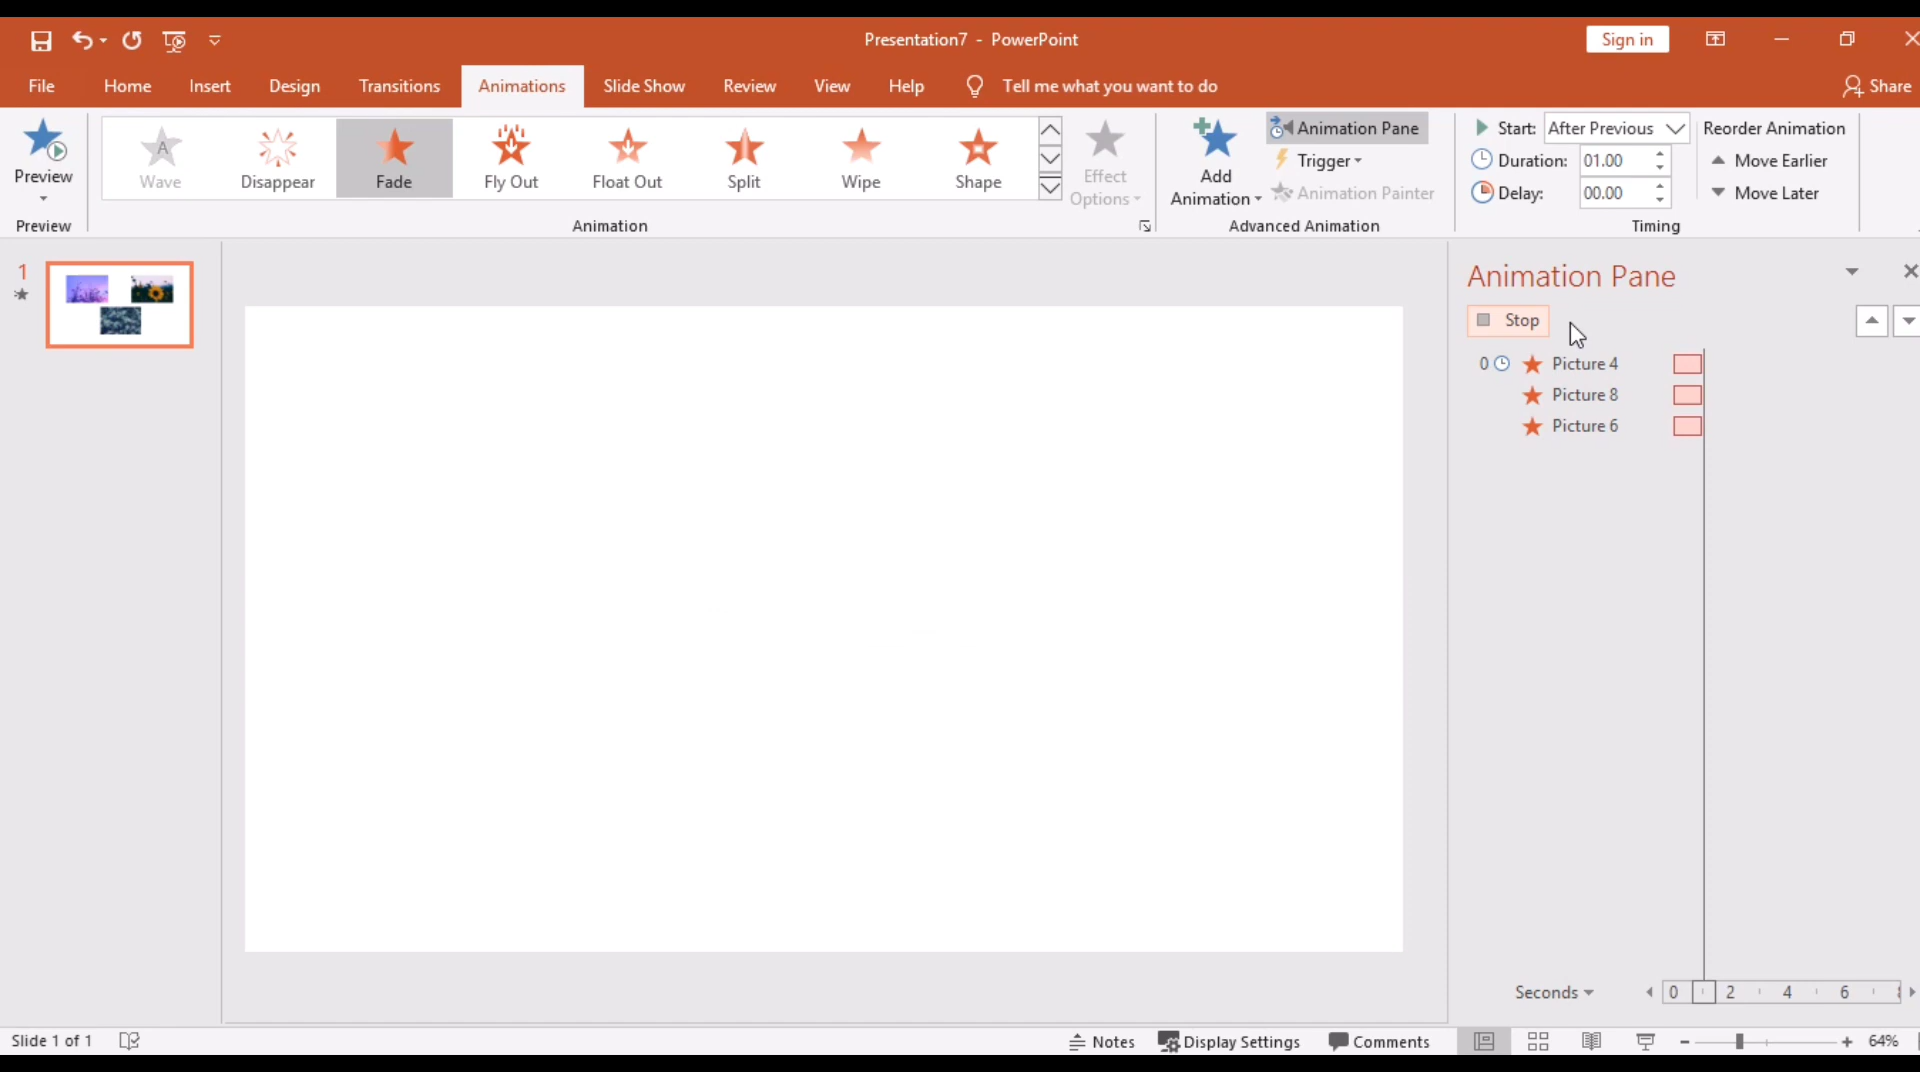 Presentation7 - PowerPoint
Sign in
File Home Insert Design Transitions Animations Slide Show Review View Help Tell me what you want to do Share
Preview
Preview
A
Wave Disappear Fade Fly Out Float Out Split Wipe Shape
Animation
Effect
Options
Add
Animation
Animation Pane
Trigger
Animation Painter
Advanced Animation
Start: After Previous
Duration: 01.00
Delay: 00.00
Timing
Reorder Animation
Move Earlier
Move Later
1
Animation Pane
Stop
0 Picture 4
Picture 8
Picture 6
Seconds 0 2 4 6
Slide 1 of 1 Notes Display Settings Comments 64%